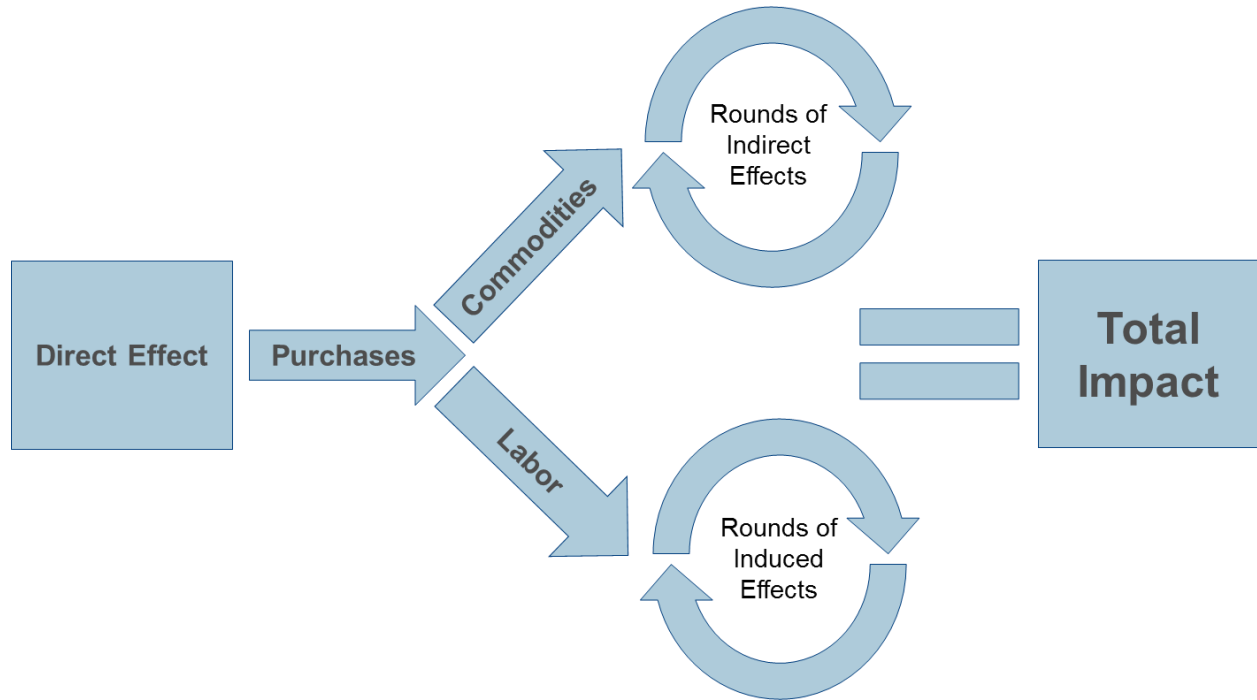 Direct Effect
Purchases
Commodities
Labor
Rounds of
Indirect
Effects
Rounds of
Induced
Effects
Total
Impact